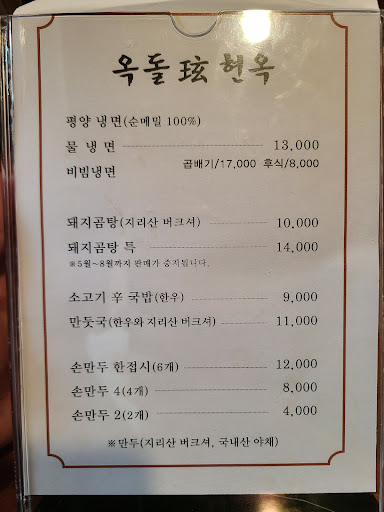 옥돌 玹 현옥
평양 냉면(순메밀 100%)
물 냉 면 13,000
비빔냉면 곱배기/17,000 후식/8,000
돼지곰탕(지리산 버크셔) 10,000
돼지곰탕 특 14,000
※5월~8월까지 판매가 중지됩니다.
소고기 후 국밥(한우) 9,000
만둣국(한우와 지리산 버크셔) 11,000
손만두 한접시(6개) 12,000
손만두 4(4개) 8,000
손만두 2(2개) 4,000
※만두(지리산 버크셔, 국내산 야채)